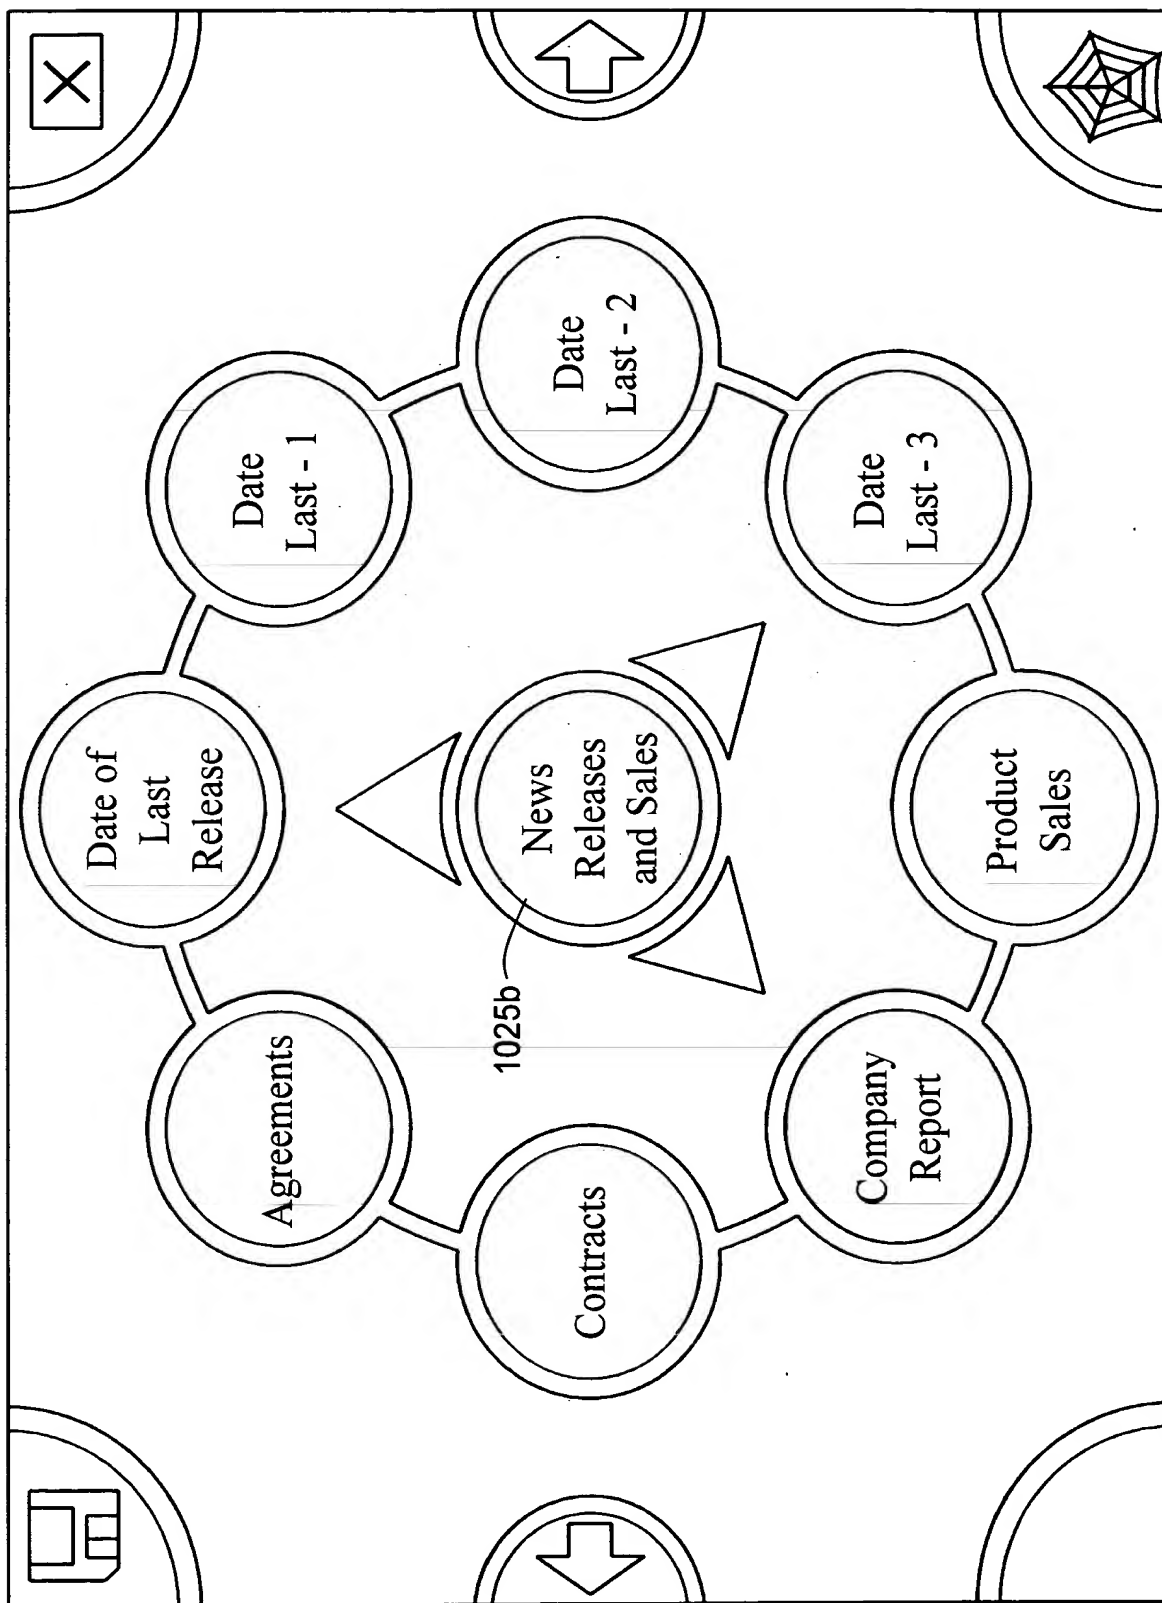 Date of
Last
Release
Date
Last - 1
Date
Last - 2
Date
Last - 3
Product
Sales
Company
Report
Contracts
Agreements
News
Releases
and Sales
1025b